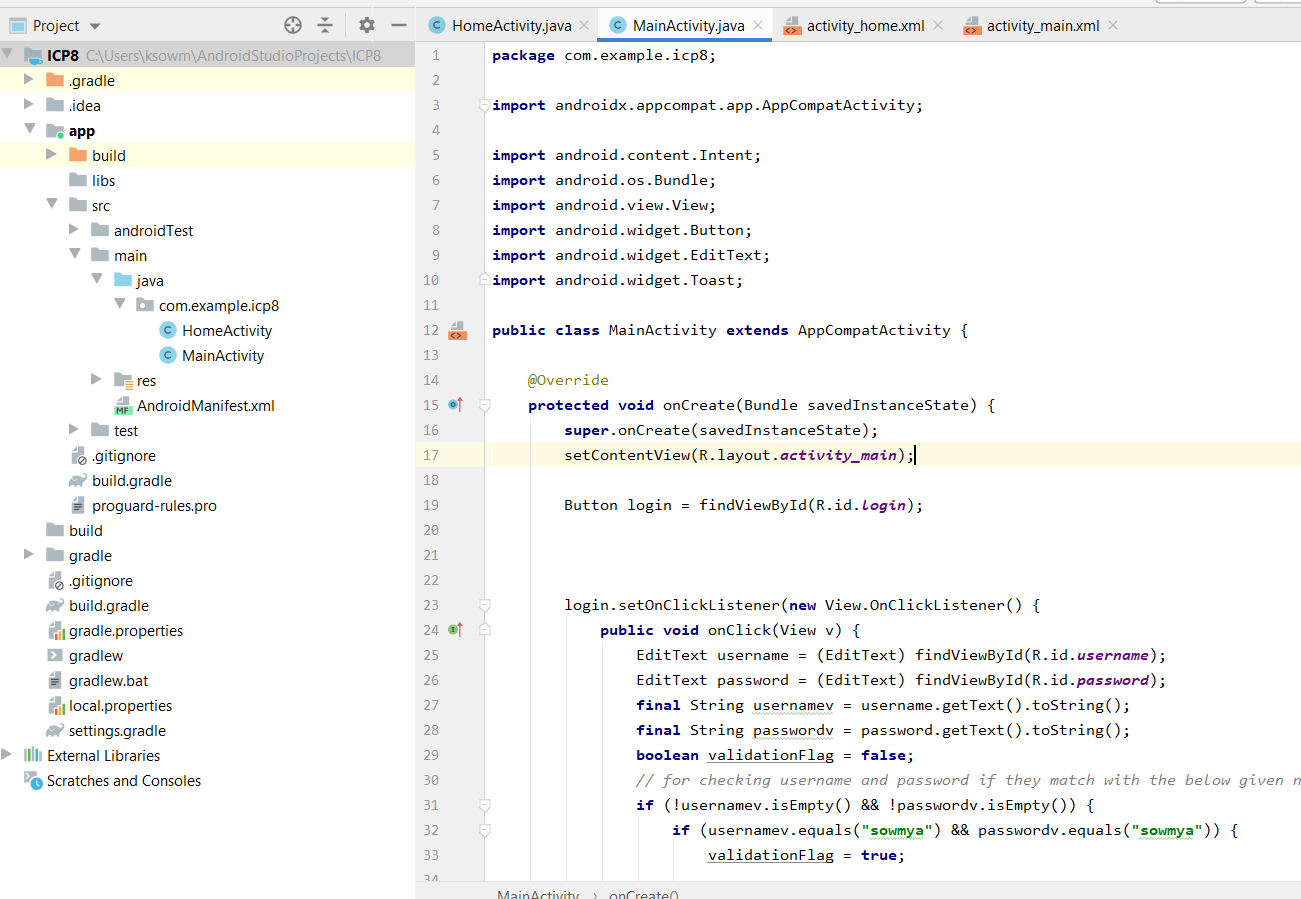 Project
ICP8 C:\Users\ksowm\AndroidStudioProjects\ICP8
.gradle
.idea
app
build
libs
src
androidTest
main
java
com.example.icp8
HomeActivity
MainActivity
res
AndroidManifest.xml
test
.gitignore
build.gradle
proguard-rules.pro
build
gradle
.gitignore
build.gradle
gradle.properties
gradlew
gradlew.bat
local.properties
settings.gradle
External Libraries
Scratches and Consoles
HomeActivity.java MainActivity.java activity_home.xml activity_main.xml
1 package com.example.icp8;
2
3 import androidx.appcompat.app.AppCompatActivity;
4
5 import android.content.Intent;
6 import android.os.Bundle;
7 import android.view.View;
8 import android.widget.Button;
9 import android.widget.EditText;
10 import android.widget.Toast;
11
12 public class MainActivity extends AppCompatActivity {
13
14 @Override
15 protected void onCreate(Bundle savedInstanceState) {
16 super.onCreate(savedInstanceState);
17 setContentView(R.layout.activity_main);
18
19 Button login = findViewById(R.id.login);
20
21
22
23 login.setOnClickListener(new View.OnClickListener() {
24 public void onClick(View v) {
25 EditText username = (EditText) findViewById(R.id.username);
26 EditText password = (EditText) findViewById(R.id.password);
27 final String usernamev = username.getText().toString();
28 final String passwordv = password.getText().toString();
29 boolean validationFlag = false;
30 // for checking username and password if they match with the below given n
31 if (!usernamev.isEmpty() && !passwordv.isEmpty()) {
32 if (usernamev.equals("sowmya") && passwordv.equals("sowmya")) {
33 validationFlag = true;
34
MainActivity › onCreate()